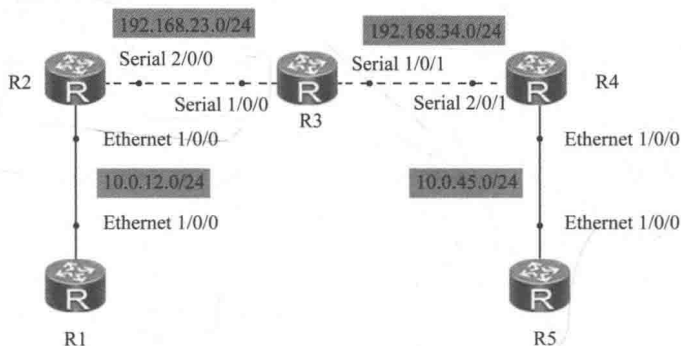 192.168.23.0/24
192.168.34.0/24
Serial 2/0/0
Serial 1/0/1
R2
R
R
R
R4
Serial 1/0/0
Serial 2/0/1
R3
Ethernet 1/0/0
Ethernet 1/0/0
10.0.12.0/24
10.0.45.0/24
Ethernet 1/0/0
Ethernet 1/0/0
R
R
R1
R5